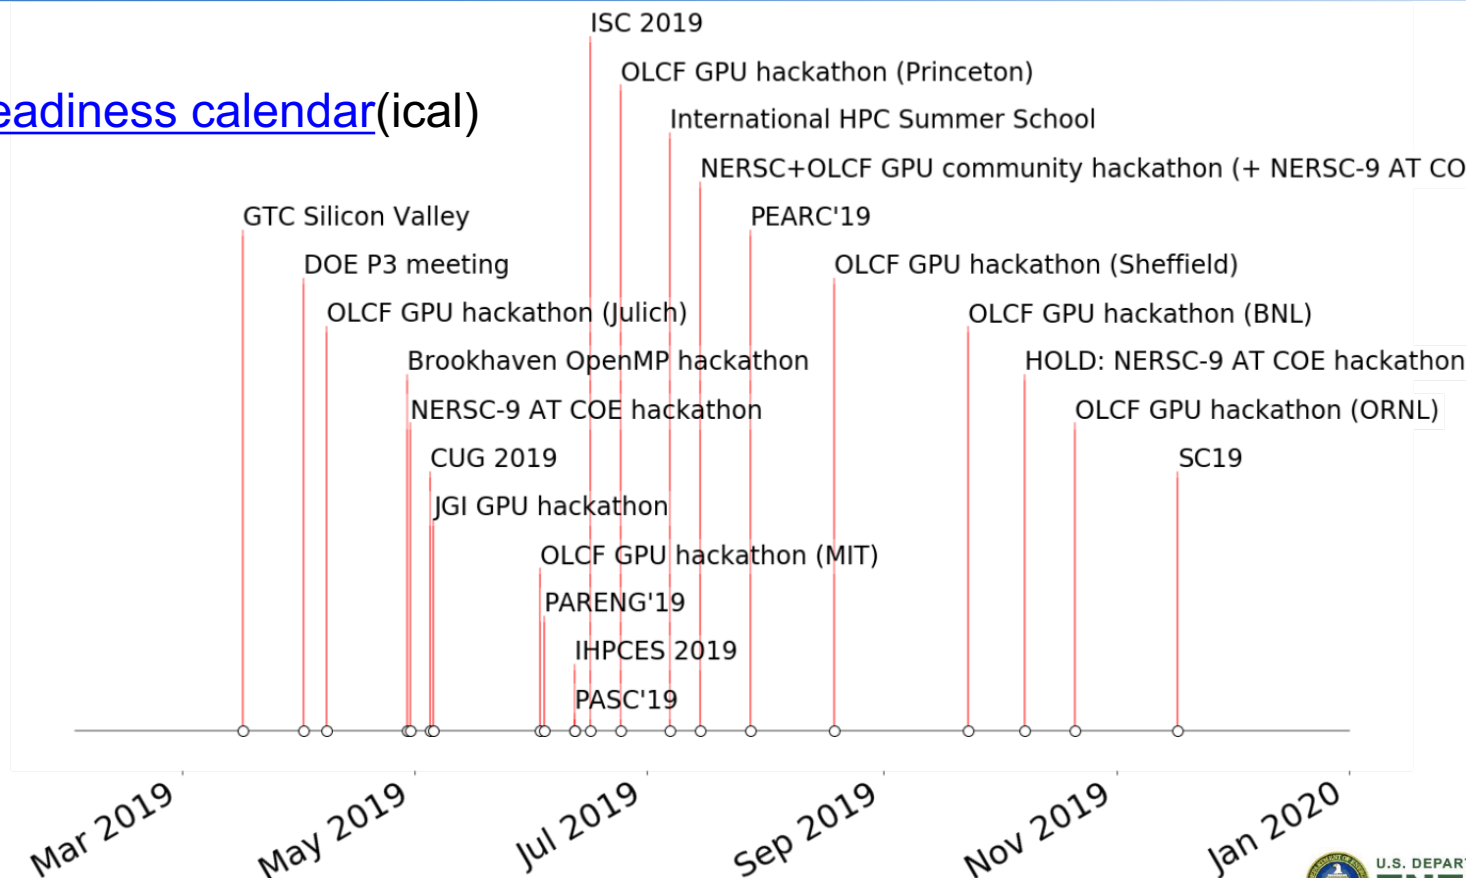 ISC 2019
OLCF GPU hackathon (Princeton)
eadiness calendar(ical)
International HPC Summer School
NERSC+OLCF GPU community hackathon (+ NERSC-9 AT CO
GTC Silicon Valley
PEARC'19
DOE P3 meeting
OLCF GPU hackathon (Sheffield)
OLCF GPU hackathon (Julich)
OLCF GPU hackathon (BNL)
Brookhaven OpenMP hackathon
HOLD: NERSC-9 AT COE hackathon
NERSC-9 AT COE hackathon
OLCF GPU hackathon (ORNL)
CUG 2019
SC19
JGI GPU hackathon
OLCF GPU hackathon (MIT)
PARENG'19
IHPCES 2019
PASC'19
Mar 2019
May 2019
Jul 2019
Sep 2019
Nov 2019
Jan 2020
U.S. DEPAR